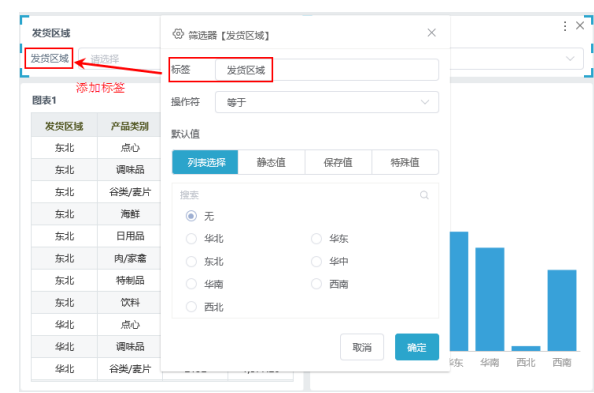 发货区域
发货区域 请选择
添加标签
图表1
发货区域 产品类别
东北 点心
东北 调味品
东北 谷类/麦片
东北 海鲜
东北 日用品
东北 肉/家禽
东北 特制品
东北 饮料
华北 点心
华北 调味品
华北 谷类/麦片
筛选器【发货区域】
标签 发货区域
操作符 等于
默认值
列表选择 静态值 保存值 特殊值
搜索
无
华北 华东
东北 华中
华南 西南
西北
取消 确定
华南 西北 西南